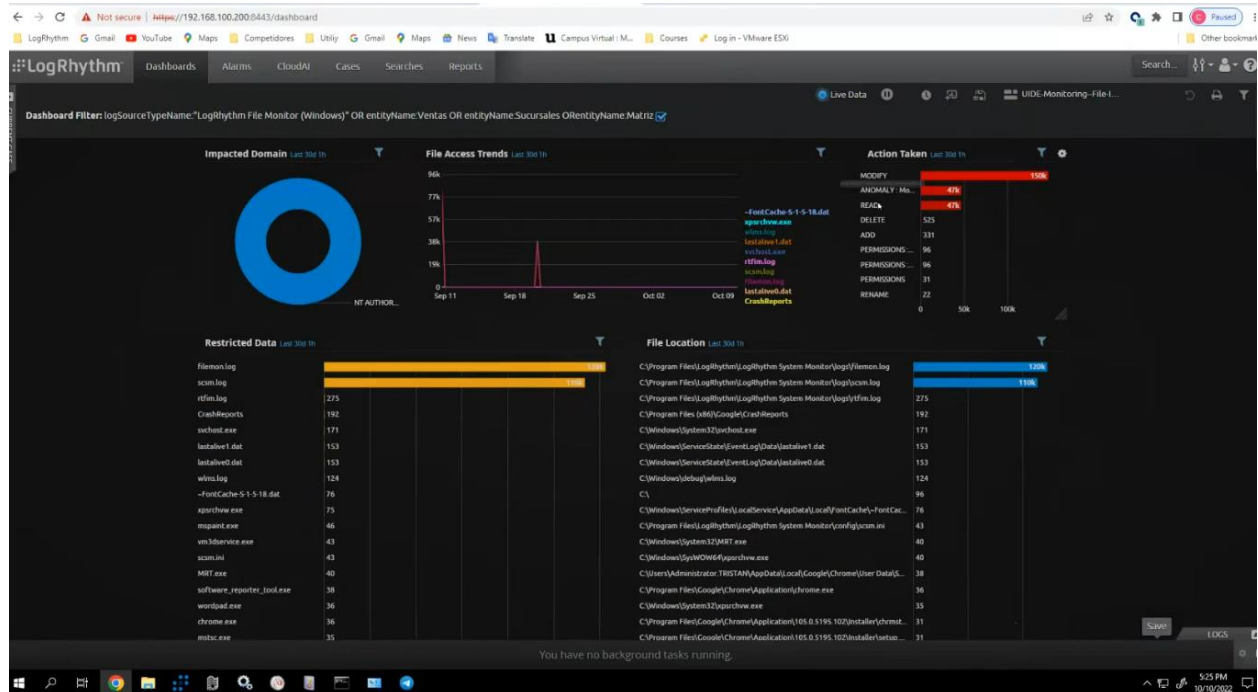 Not secure | https://192.168.100.200:8443/dashboard
Paused
LogRhythm Gmail YouTube Maps Competidores Utiliy Gmail Maps News Translate Campus Virtual : M... Courses Log in - VMware ESXi Other bookmark
LogRhythm Dashboards Alarms CloudAI Cases Searches Reports Search...
Live Data UIDE-Monitoring--File-I...
Dashboard Filter: logSourceTypeName:"LogRhythm File Monitor (Windows)" OR entityName:Ventas OR entityName:Sucursales ORentityName:Matriz
Impacted Domain Last 30d 1h
NT AUTHOR...
File Access Trends Last 30d 1h
96k
77k
57k
38k
19k
0
Sep 11 Sep 18 Sep 25 Oct 02 Oct 09
~FontCache-S-1-5-18.dat
xpsrchvw.exe
wlms.log
lastalive1.dat
svchost.exe
rtfim.log
scsm.log
filemon.log
lastalive0.dat
CrashReports
Action Taken Last 30d 1h
MODIFY 150k
ANOMALY : Mo... 47k
READ 47k
DELETE 525
ADD 331
PERMISSIONS:... 96
PERMISSIONS:... 96
PERMISSIONS 31
RENAME 22
0 50k 100k
Restricted Data Last 30d 1h
filemon.log 120k
scsm.log 110k
rtfim.log 275
CrashReports 192
svchost.exe 171
lastalive1.dat 153
lastalive0.dat 153
wlms.log 124
~FontCache-S-1-5-18.dat 76
xpsrchvw.exe 75
mspaint.exe 46
vm3dservice.exe 43
scsm.ini 43
MRT.exe 40
software_reporter_tool.exe 38
wordpad.exe 36
chrome.exe 36
mstsc.exe 35
File Location Last 30d 1h
C:\Program Files\LogRhythm\LogRhythm System Monitor\logs\filemon.log 120k
C:\Program Files\LogRhythm\LogRhythm System Monitor\logs\scsm.log 110k
C:\Program Files\LogRhythm\LogRhythm System Monitor\logs\rtfim.log 275
C:\Program Files (x86)\Google\CrashReports 192
C:\Windows\System32\svchost.exe 171
C:\Windows\ServiceState\EventLog\Data\lastalive1.dat 153
C:\Windows\ServiceState\EventLog\Data\lastalive0.dat 153
C:\Windows\debug\wlms.log 124
C:\ 96
C:\Windows\ServiceProfiles\LocalService\AppData\Local\FontCache\~FontCac... 76
C:\Program Files\LogRhythm\LogRhythm System Monitor\config\scsm.ini 43
C:\Windows\System32\MRT.exe 40
C:\Windows\SysWOW64\xpsrchvw.exe 40
C:\Users\Administrator.TRISTAN\AppData\Local\Google\Chrome\User Data\S... 38
C:\Program Files\Google\Chrome\Application\chrome.exe 36
C:\Windows\System32\xpsrchvw.exe 35
C:\Program Files\Google\Chrome\Application\105.0.5195.102\Installer\chrmst... 31
C:\Program Files\Google\Chrome\Application\105.0.5195.102\Installer\setup.... 31
Save
LOGS
You have no background tasks running.
5:25 PM
10/10/2022